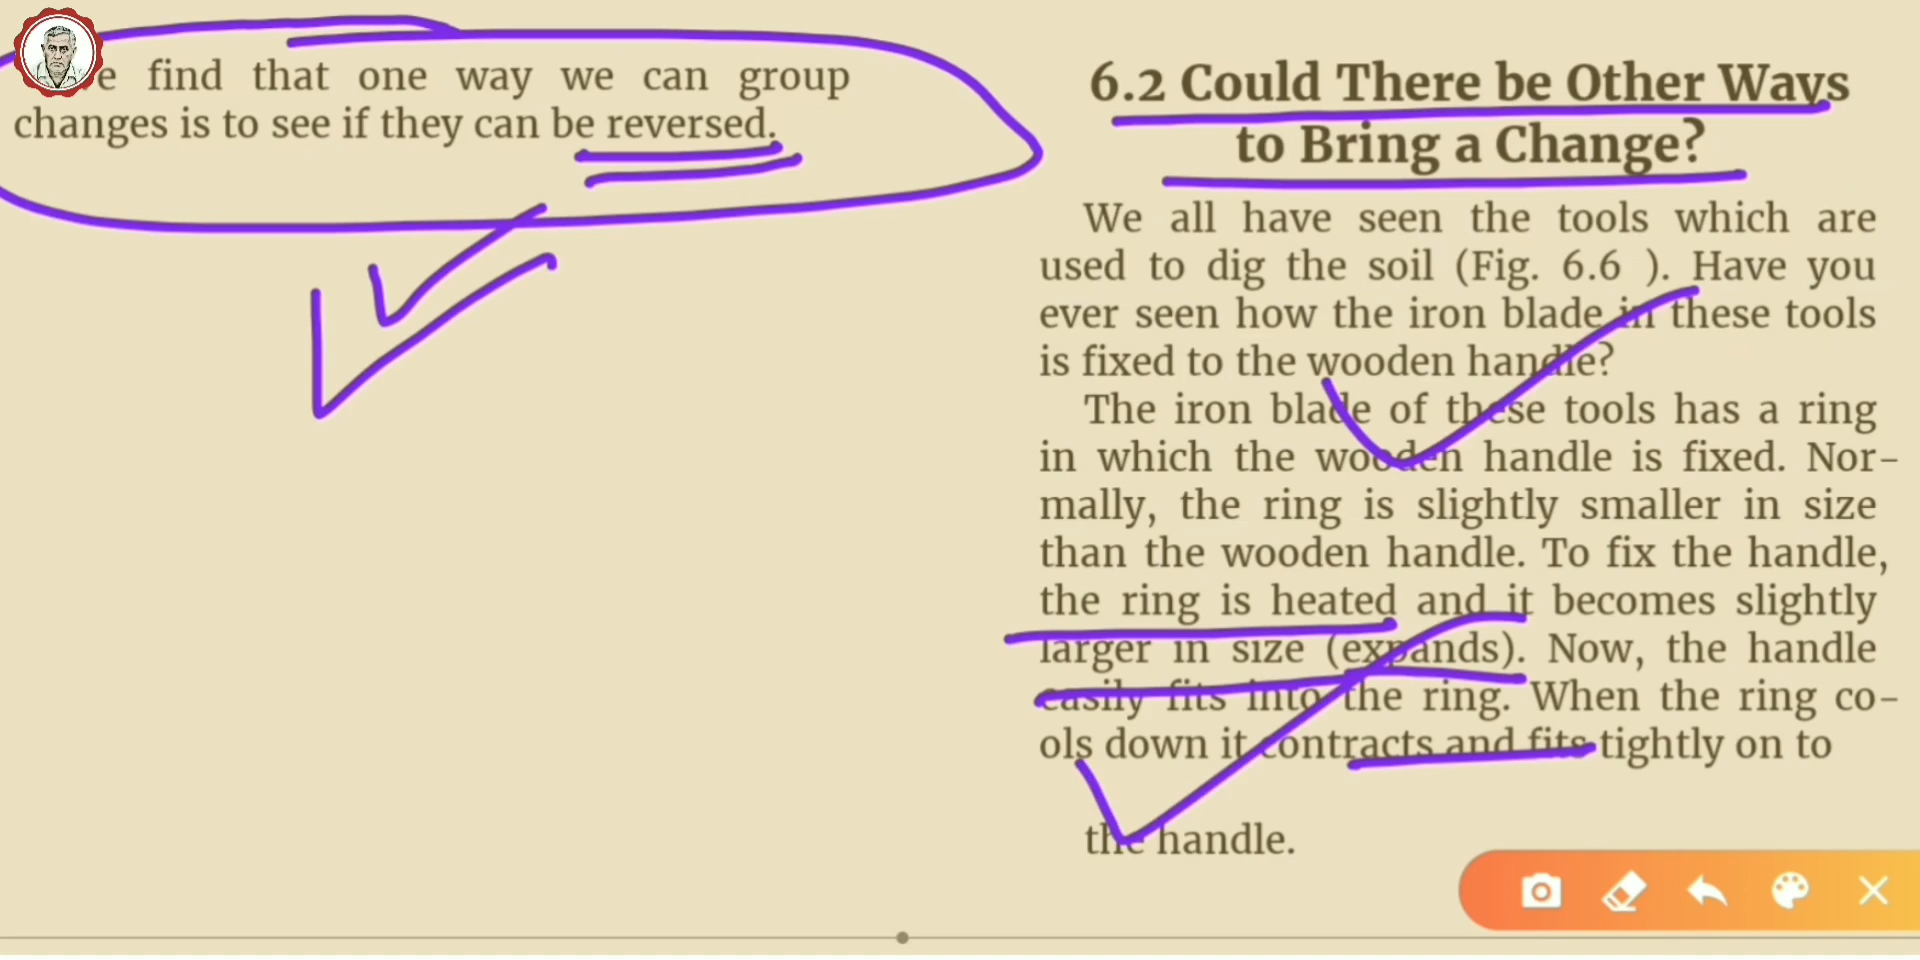 e find that one way we can group
changes is to see if they can be reversed.
6.2 Could There be Other Ways
to Bring a Change?
We all have seen the tools which are
used to dig the soil (Fig. 6.6 ). Have you
ever seen how the iron blade in these tools
is fixed to the wooden handle?
The iron blade of these tools has a ring
in which the wooden handle is fixed. Nor-
mally, the ring is slightly smaller in size
than the wooden handle. To fix the handle,
the ring is heated and it becomes slightly
larger in size (expands). Now, the handle
easily fits into the ring. When the ring co-
ols down it contracts and fits tightly on to
the handle.